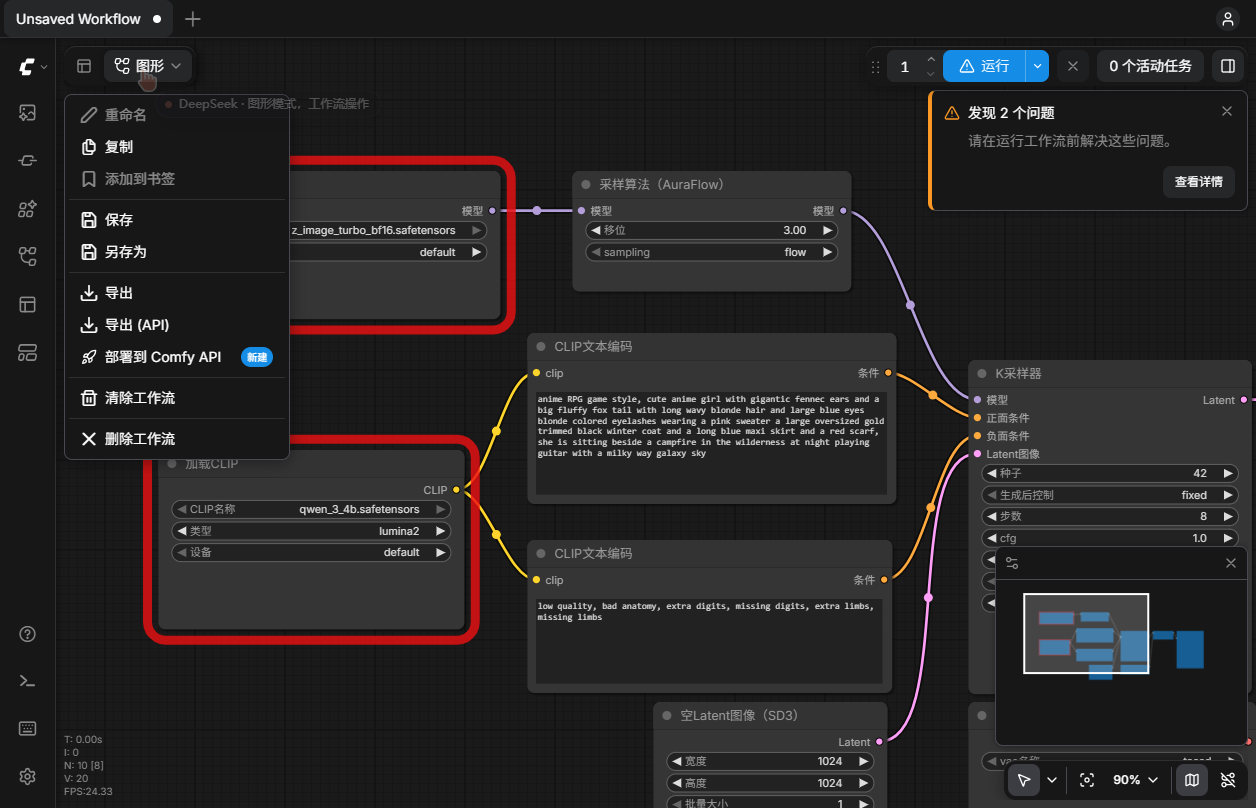 Unsaved Workflow
图形
1
运行
0 个活动任务
DeepSeek · 图形模式，工作流操作
重命名
复制
添加到书签
保存
另存为
导出
导出 (API)
部署到 Comfy API 新建
清除工作流
删除工作流
发现 2 个问题
请在运行工作流前解决这些问题。
查看详情
模型
z_image_turbo_bf16.safetensors
default
采样算法（AuraFlow）
模型 模型
移位 3.00
sampling flow
CLIP文本编码
clip 条件
anime RPG game style, cute anime girl with gigantic fennec ears and a
big fluffy fox tail with long wavy blonde hair and large blue eyes
blonde colored eyelashes wearing a pink sweater a large oversized gold
trimmed black winter coat and a long blue maxi skirt and a red scarf,
she is sitting beside a campfire in the wilderness at night playing
guitar with a milky way galaxy sky
K采样器
模型 Latent
正面条件
负面条件
Latent图像
种子 42
生成后控制 fixed
步数 8
cfg 1.0
加载CLIP
CLIP
CLIP名称 qwen_3_4b.safetensors
类型 lumina2
设备 default
CLIP文本编码
clip 条件
low quality, bad anatomy, extra digits, missing digits, extra limbs,
missing limbs
空Latent图像（SD3）
Latent
宽度 1024
高度 1024
批量大小 1
T: 0.00s
I: 0
N: 10 [8]
V: 20
FPS:24.33
90%